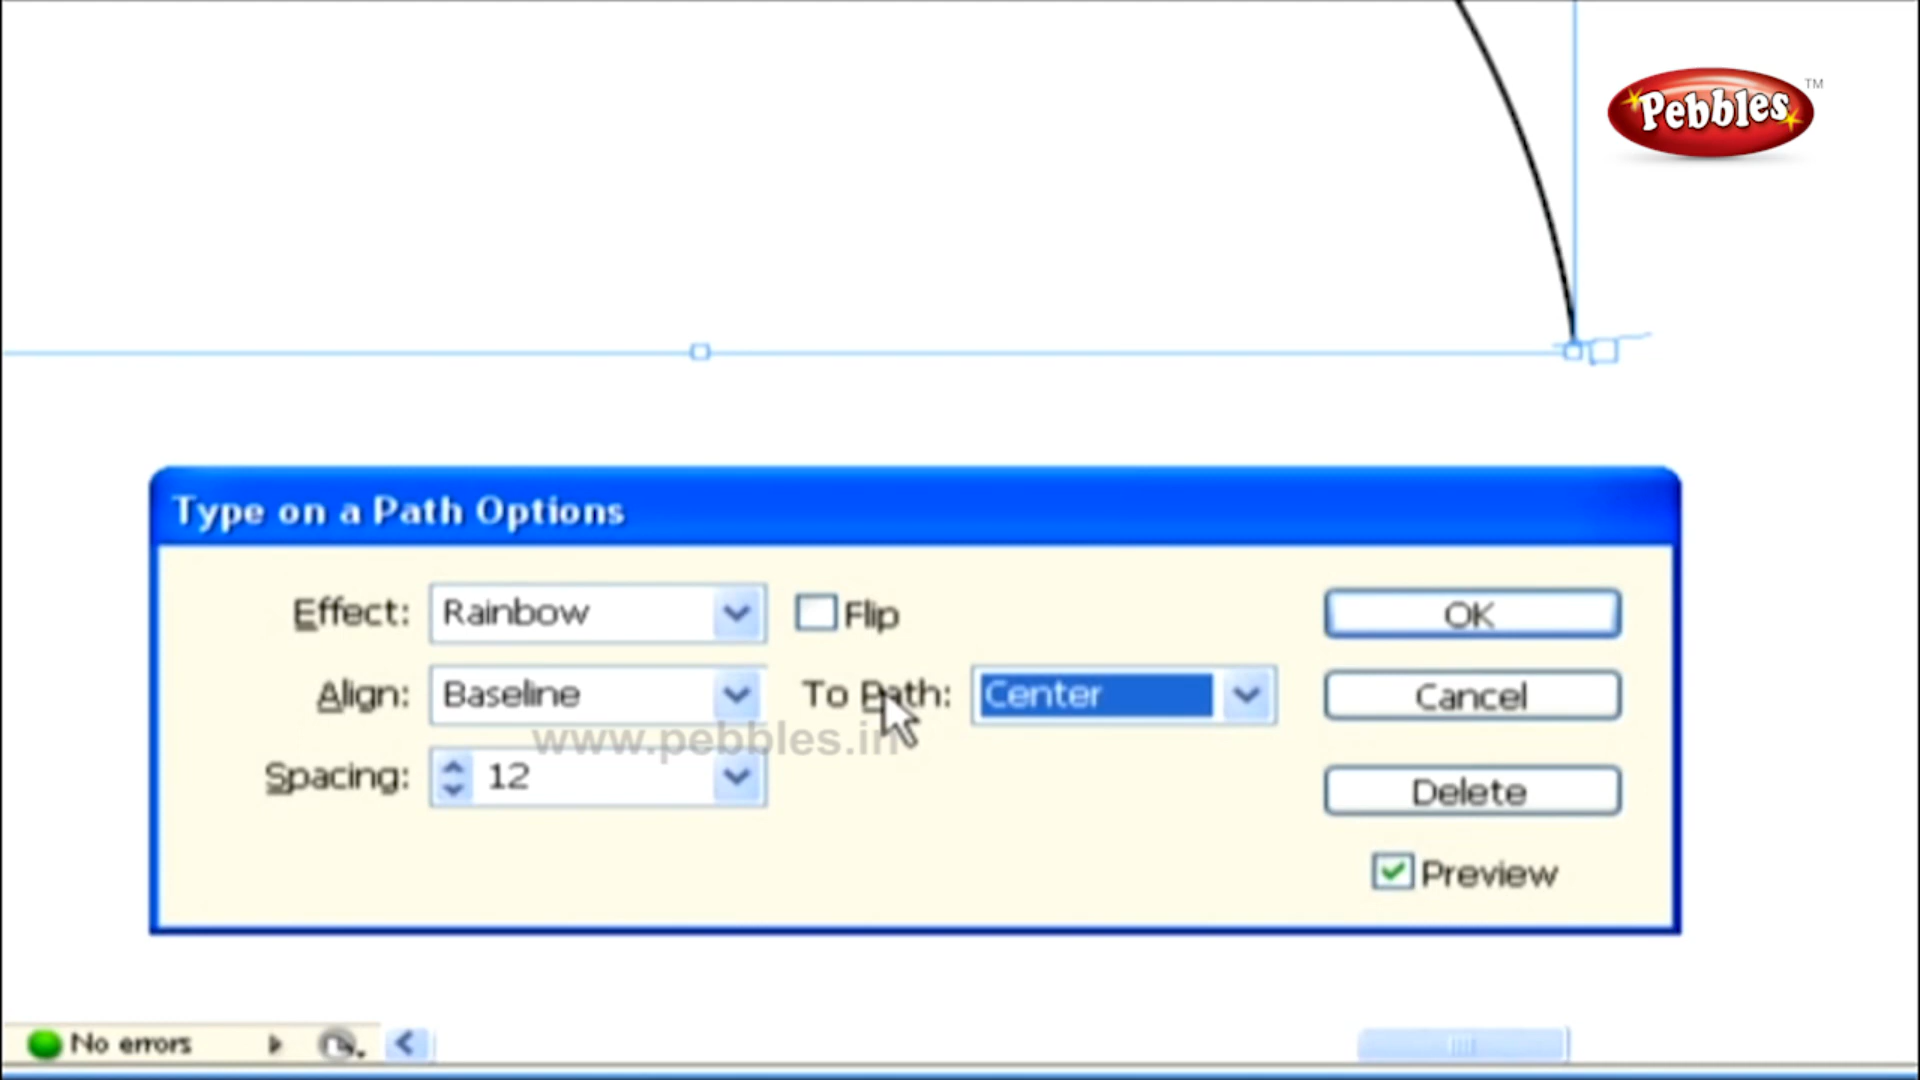 Pebbles TM
Type on a Path Options
Effect: Rainbow Flip OK
Align: Baseline To Path: Center Cancel
www.pebbles.in
Spacing: 12 Delete
Preview
No errors